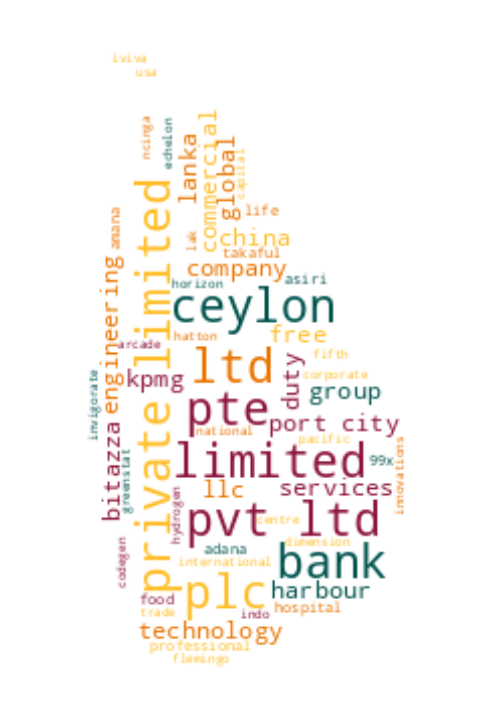 iviva
usa
ncinga
echelon
lanka
commercial
global
capital
life
amana
lak
china
takaful
company
horizon
asiri
ceylon
private limited
engineering
hatton
free
arcade
ltd
fifth
kpmg
duty
corporate
group
invigorate
pte
port city
national
pacific
bitazza
greenstat
limited
99x
innovations
llc
services
hydrogen
pvt ltd
centre
codegen
adana
dimension
bank
international
plc
harbour
food
trade
indo
hospital
technology
professional
flemingo